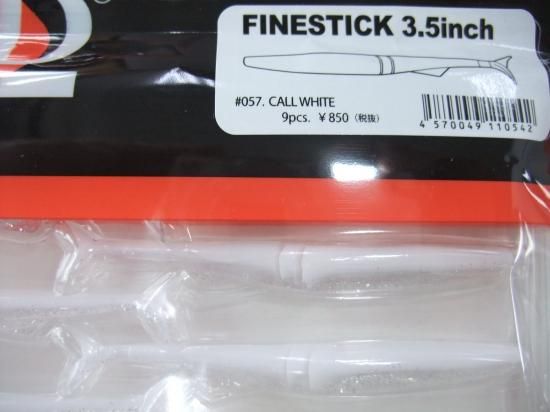 ®
FINESTICK 3.5inch
#057. CALL WHITE
9pcs. ￥850（税抜）
4 570049 110542